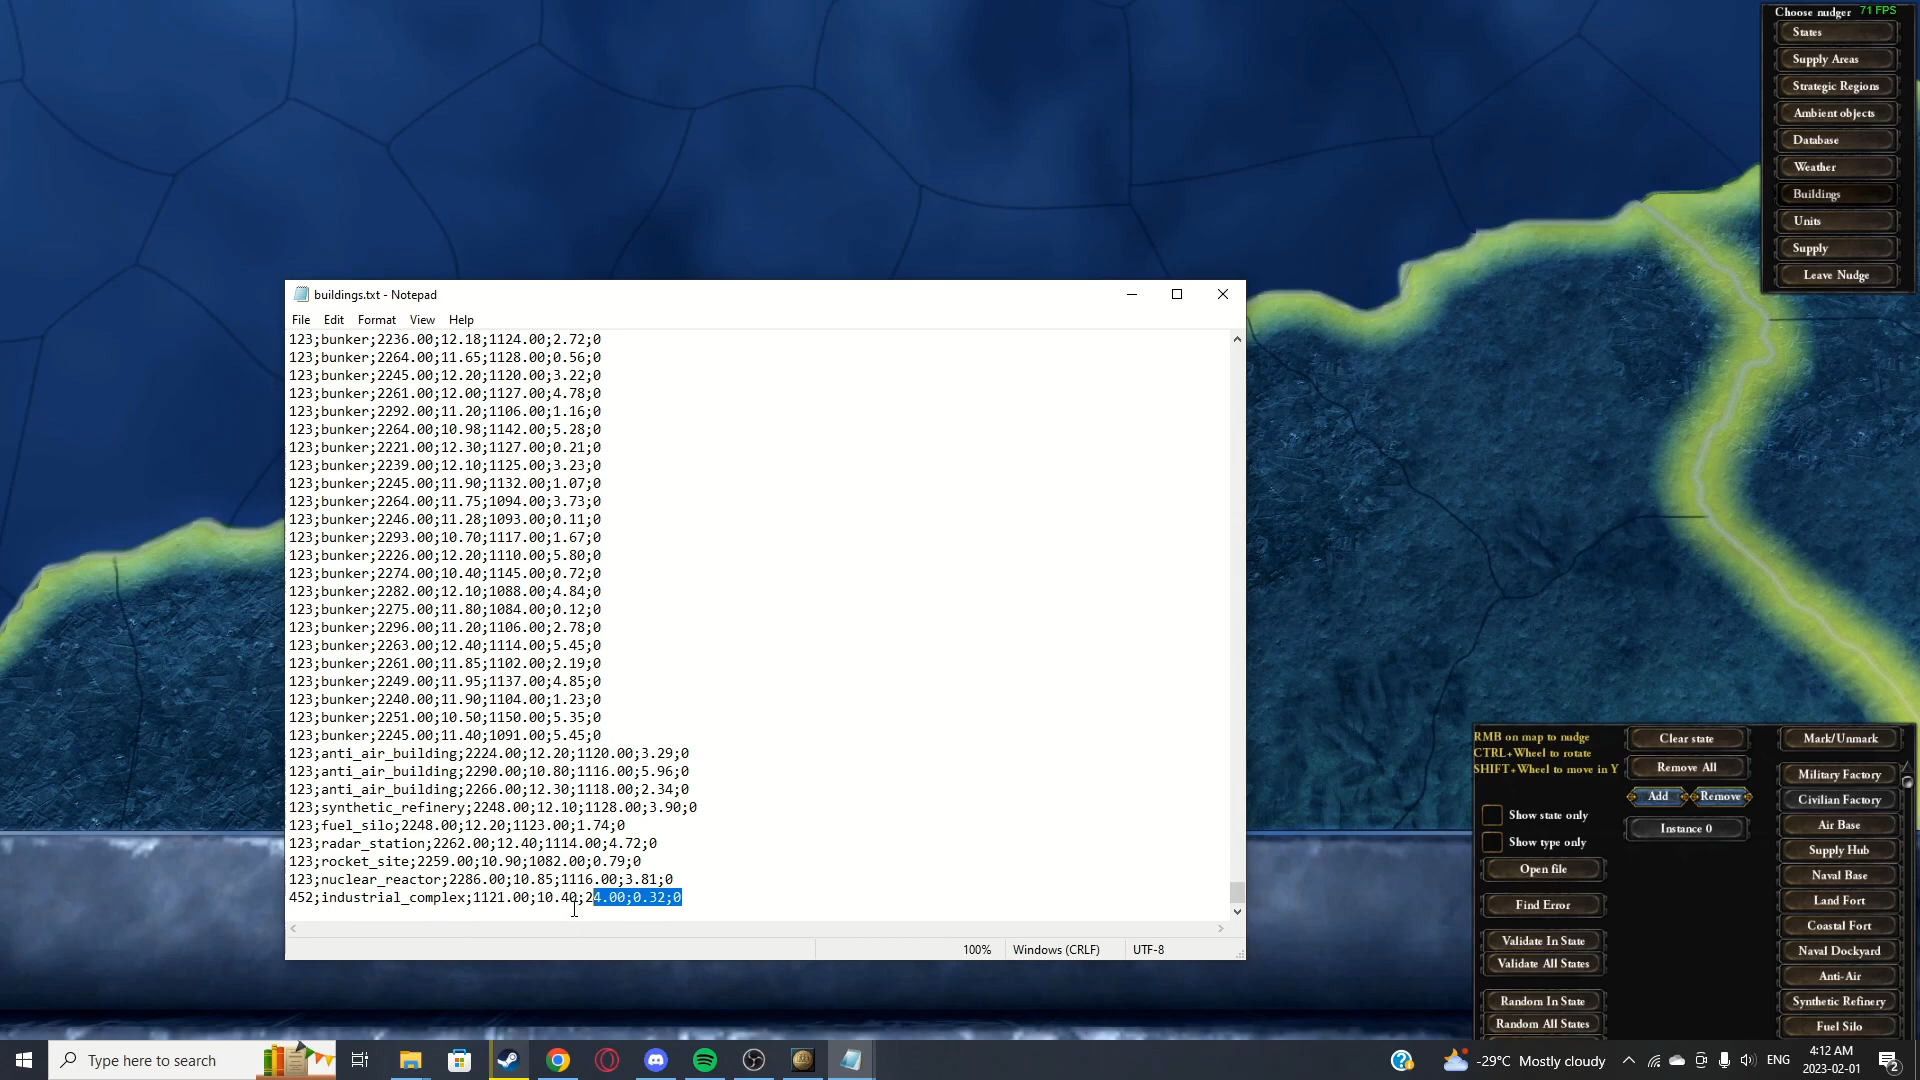 Choose nudger 71 FPS
States
Supply Areas
Strategic Regions
Ambient objects
Database
Weather
Buildings
Units
Supply
Leave Nudge
buildings.txt - Notepad
File Edit Format View Help
123;bunker;2236.00;12.18;1124.00;2.72;0
123;bunker;2264.00;11.65;1128.00;0.56;0
123;bunker;2245.00;12.20;1120.00;3.22;0
123;bunker;2261.00;12.00;1127.00;4.78;0
123;bunker;2292.00;11.20;1106.00;1.16;0
123;bunker;2264.00;10.98;1142.00;5.28;0
123;bunker;2221.00;12.30;1127.00;0.21;0
123;bunker;2239.00;12.10;1125.00;3.23;0
123;bunker;2245.00;11.90;1132.00;1.07;0
123;bunker;2264.00;11.75;1094.00;3.73;0
123;bunker;2246.00;11.28;1093.00;0.11;0
123;bunker;2293.00;10.70;1117.00;1.67;0
123;bunker;2226.00;12.20;1110.00;5.80;0
123;bunker;2274.00;10.40;1145.00;0.72;0
123;bunker;2282.00;12.10;1088.00;4.84;0
123;bunker;2275.00;11.80;1084.00;0.12;0
123;bunker;2296.00;11.20;1106.00;2.78;0
123;bunker;2263.00;12.40;1114.00;5.45;0
123;bunker;2261.00;11.85;1102.00;2.19;0
123;bunker;2249.00;11.95;1137.00;4.85;0
123;bunker;2240.00;11.90;1104.00;1.23;0
123;bunker;2251.00;10.50;1150.00;5.35;0
123;bunker;2245.00;11.40;1091.00;5.45;0
123;anti_air_building;2224.00;12.20;1120.00;3.29;0
123;anti_air_building;2290.00;10.80;1116.00;5.96;0
123;anti_air_building;2266.00;12.30;1118.00;2.34;0
123;synthetic_refinery;2248.00;12.10;1128.00;3.90;0
123;fuel_silo;2248.00;12.20;1123.00;1.74;0
123;radar_station;2262.00;12.40;1114.00;4.72;0
123;rocket_site;2259.00;10.90;1082.00;0.79;0
123;nuclear_reactor;2286.00;10.85;1116.00;3.81;0
452;industrial_complex;1121.00;10.40;24.00;0.32;0
100% Windows (CRLF) UTF-8
RMB on map to nudge
CTRL+Wheel to rotate
SHIFT+Wheel to move in Y
Clear state
Remove All
Add Remove
Instance 0
Show state only
Show type only
Open file
Find Error
Validate In State
Validate All States
Random In State
Random All States
Mark/Unmark
Military Factory
Civilian Factory
Air Base
Supply Hub
Naval Base
Land Fort
Coastal Fort
Naval Dockyard
Anti-Air
Synthetic Refinery
Fuel Silo
Type here to search
-29°C Mostly cloudy
ENG
4:12 AM
2023-02-01
2